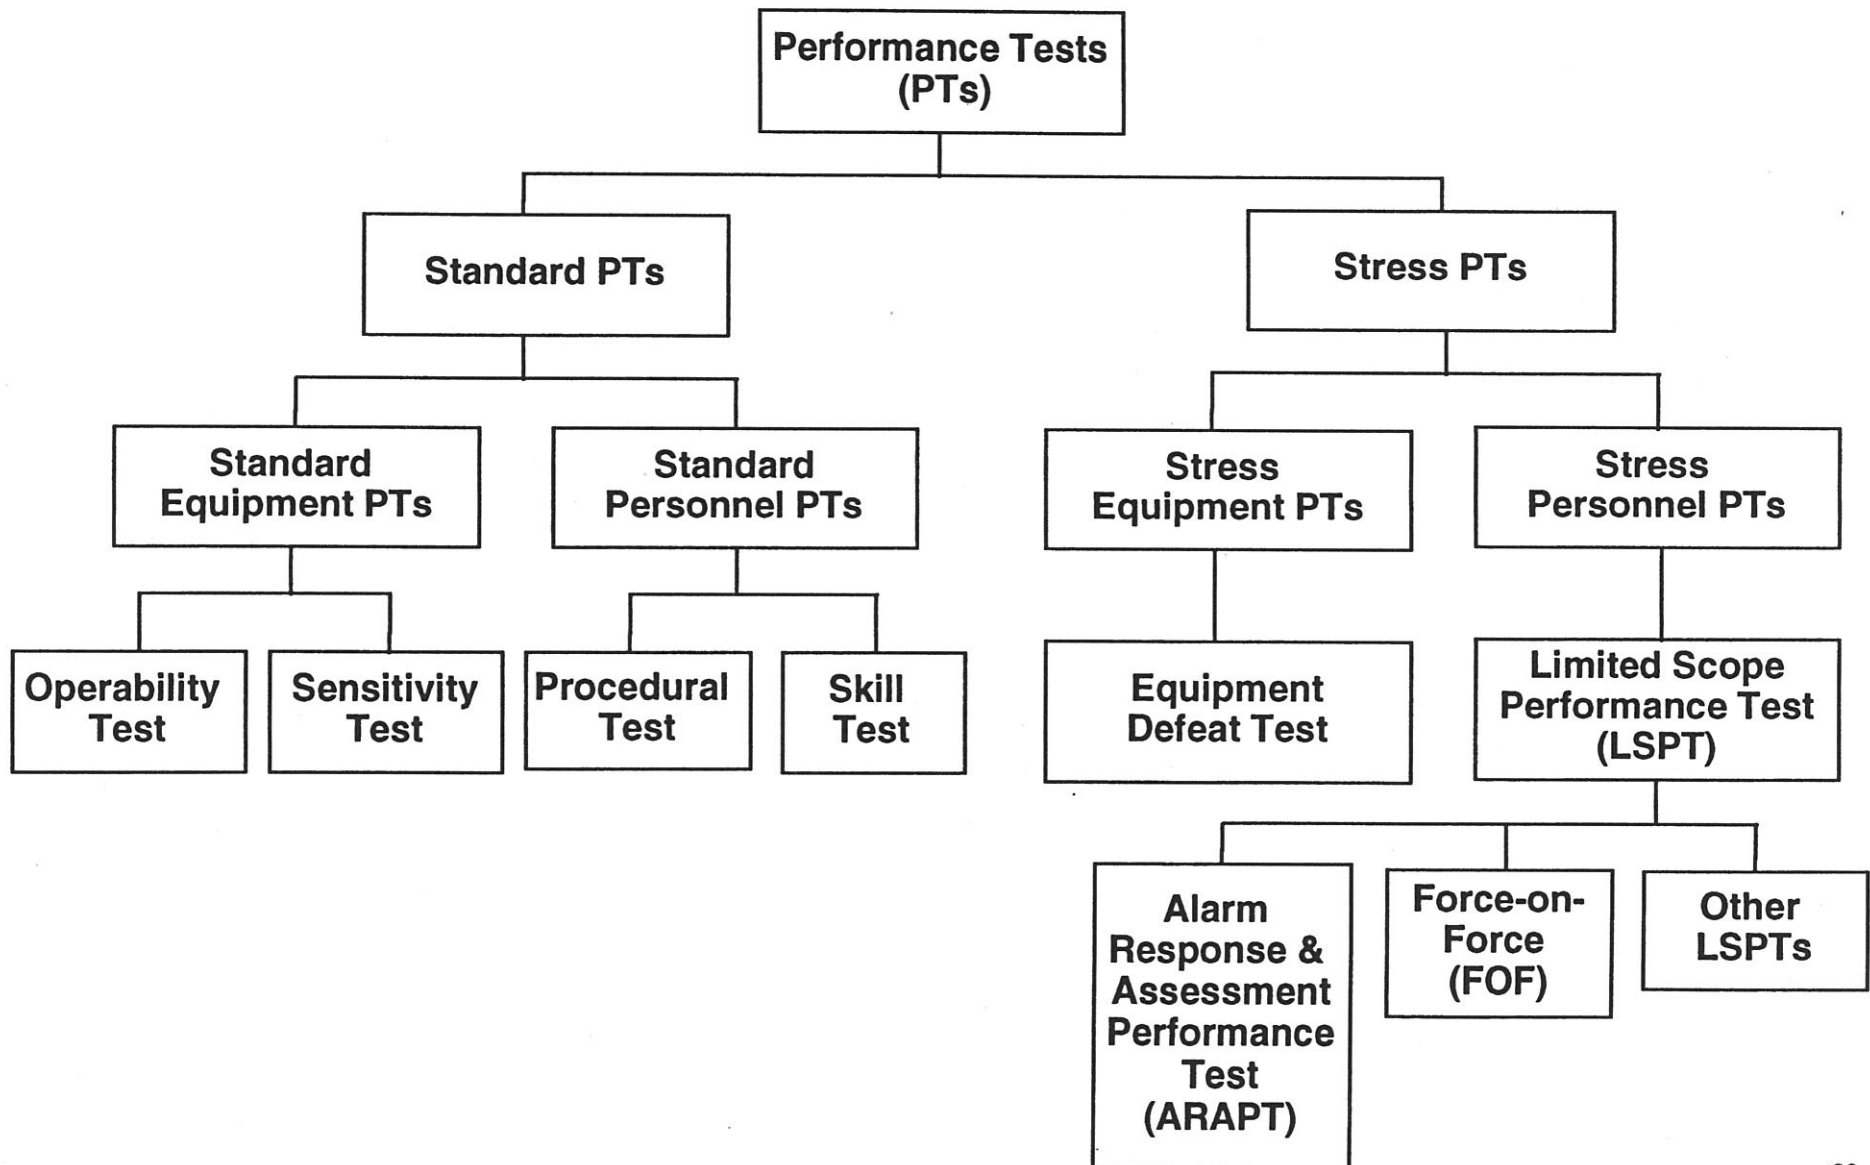 Performance Tests
(PTs)
Standard PTs
Stress PTs
Standard
Equipment PTs
Standard
Personnel PTs
Stress
Equipment PTs
Stress
Personnel PTs
Operability
Test
Sensitivity
Test
Procedural
Test
Skill
Test
Equipment
Defeat Test
Limited Scope
Performance Test
(LSPT)
Alarm
Response &
Assessment
Performance
Test
(ARAPT)
Force-on-
Force
(FOF)
Other
LSPTs